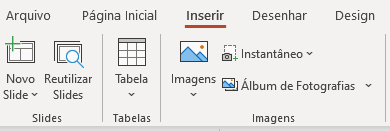 Arquivo Página Inicial Inserir Desenhar Design
Novo Slide Reutilizar Slides Tabela Imagens Instantâneo
Álbum de Fotografias
Slides Tabelas Imagens